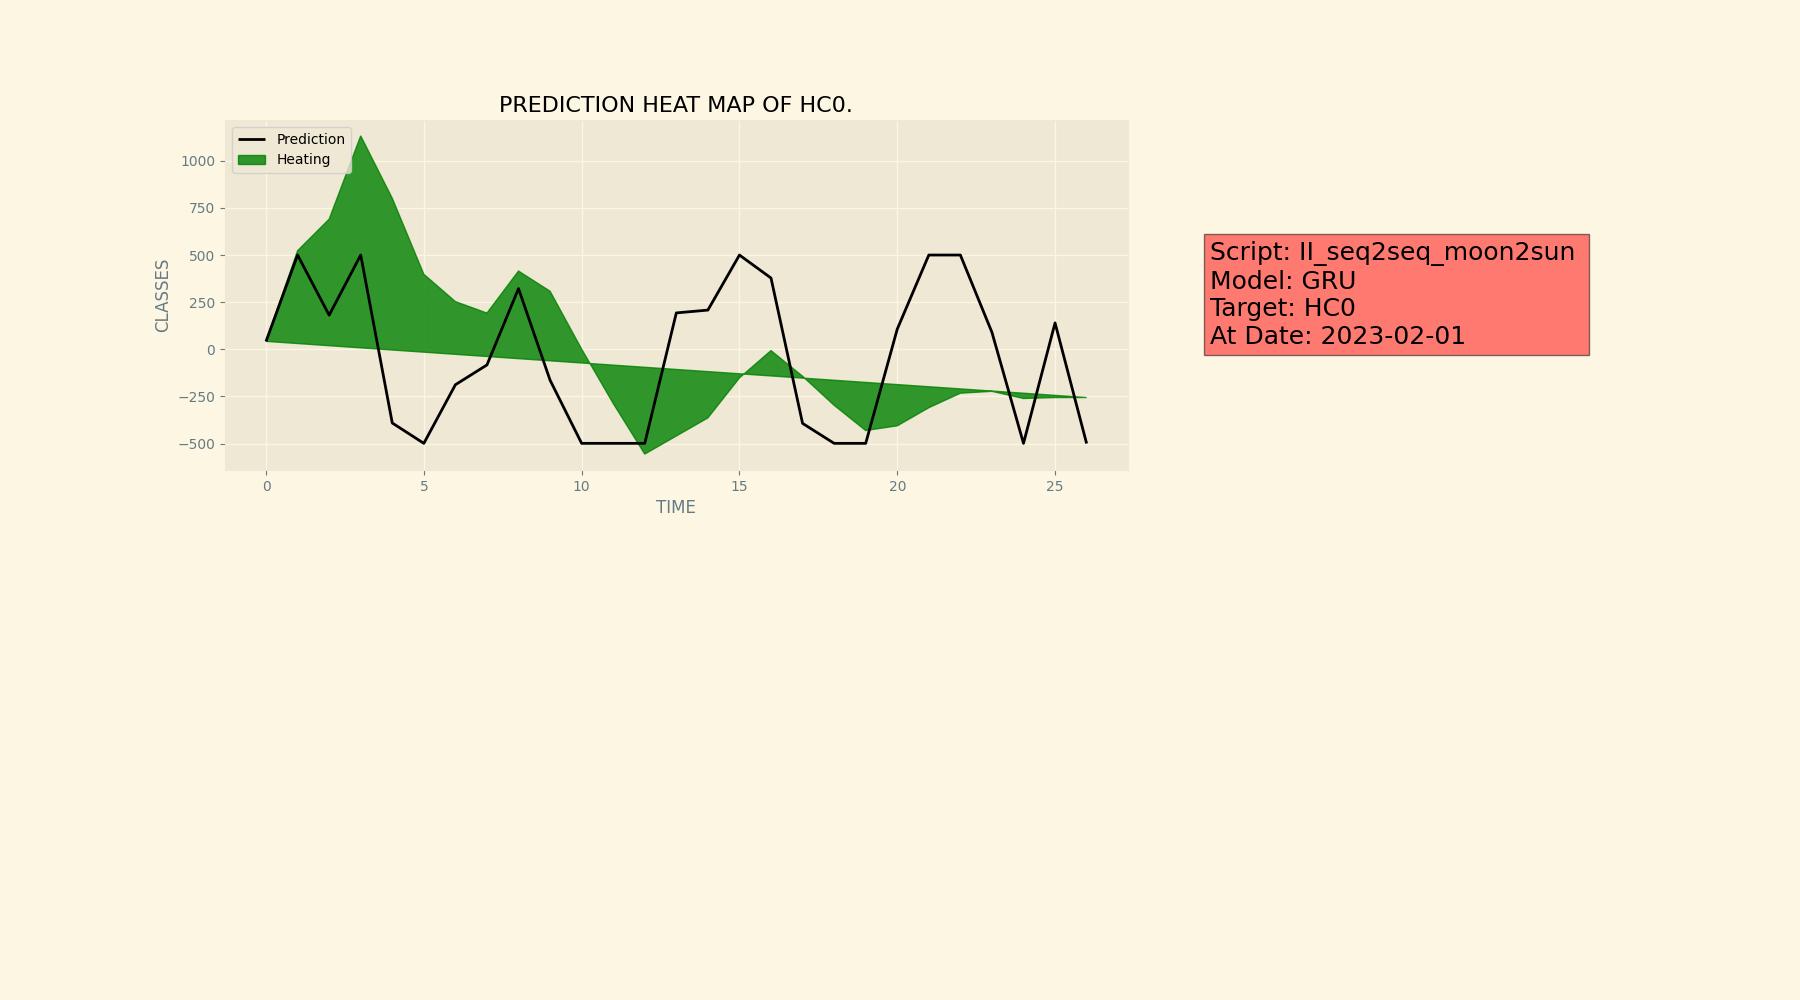 PREDICTION HEAT MAP OF HC0.
Prediction
Heating
1000
750
500
250
0
−250
−500
CLASSES
0 5 10 15 20 25
TIME
Script: II_seq2seq_moon2sun
Model: GRU
Target: HC0
At Date: 2023-02-01